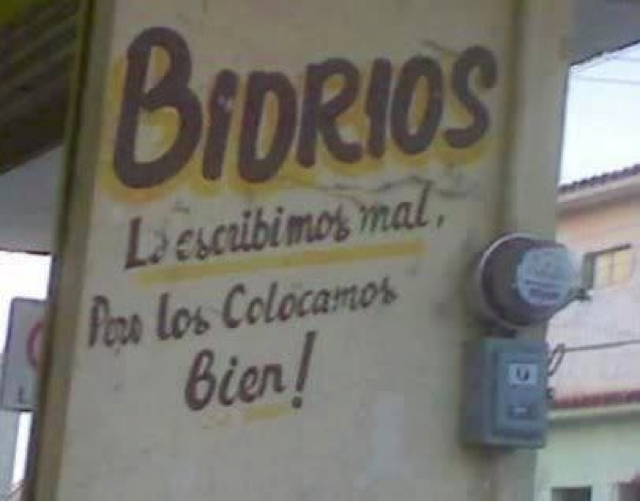 BIDRIOS
Lo escribimos mal,
Pero los Colocamos
Bien!